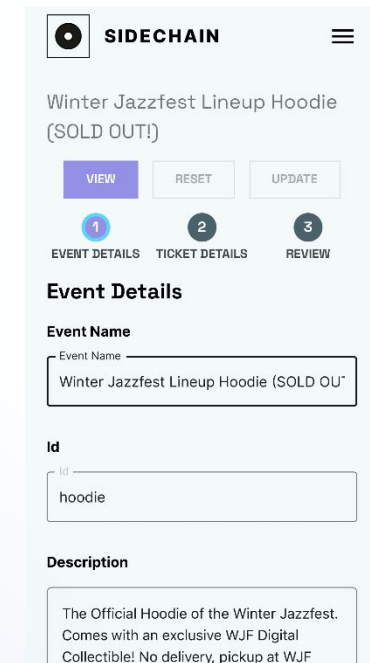 SIDECHAIN
Winter Jazzfest Lineup Hoodie
(SOLD OUT!)
VIEW RESET UPDATE
1 2 3
EVENT DETAILS TICKET DETAILS REVIEW
Event Details
Event Name
Event Name
Winter Jazzfest Lineup Hoodie (SOLD OU
Id
Id
hoodie
Description
The Official Hoodie of the Winter Jazzfest.
Comes with an exclusive WJF Digital
Collectible! No delivery, pickup at WJF